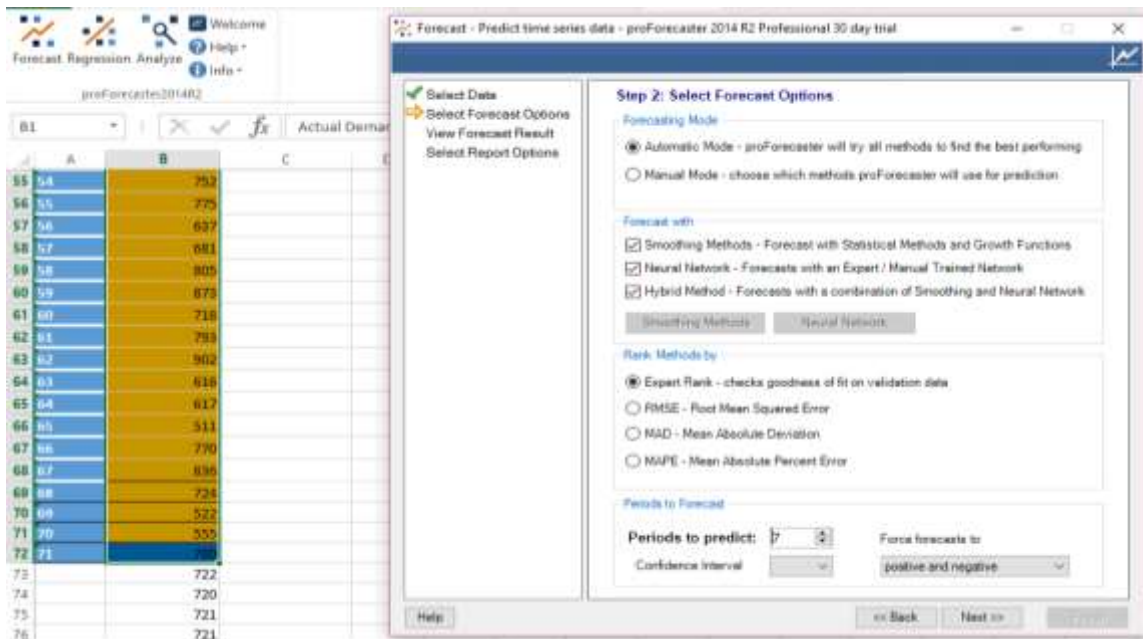 Forecast Regression Analyze
Welcome
Help
Info
proForecaster2014R2
B1
fx
Actual Demar
A B C
55 54 752
56 55 775
57 56 637
58 57 681
59 58 805
60 59 873
61 60 718
62 61 793
63 62 902
64 63 616
65 64 617
66 65 511
67 66 770
68 67 836
69 68 724
70 69 522
71 70 555
72 71
73 722
74 720
75 721
76 721
Forecast - Predict time series data - proForecaster 2014 R2 Professional 30 day trial
Select Data
Select Forecast Options
View Forecast Result
Select Report Options
Step 2: Select Forecast Options
Forecasting Mode
Automatic Mode - proForecaster will try all methods to find the best performing
Manual Mode - choose which methods proForecaster will use for prediction
Forecast with
Smoothing Methods - Forecast with Statistical Methods and Growth Functions
Neural Network - Forecasts with an Expert / Manual Trained Network
Hybrid Method - Forecasts with a combination of Smoothing and Neural Network
Smoothing Methods Neural Network
Rank Methods by
Expert Rank - checks goodness of fit on validation data
RMSE - Root Mean Squared Error
MAD - Mean Absolute Deviation
MAPE - Mean Absolute Percent Error
Periods to Forecast
Periods to predict: 7
Force forecasts to
Confidence Interval
positive and negative
Help
<< Back
Next >>